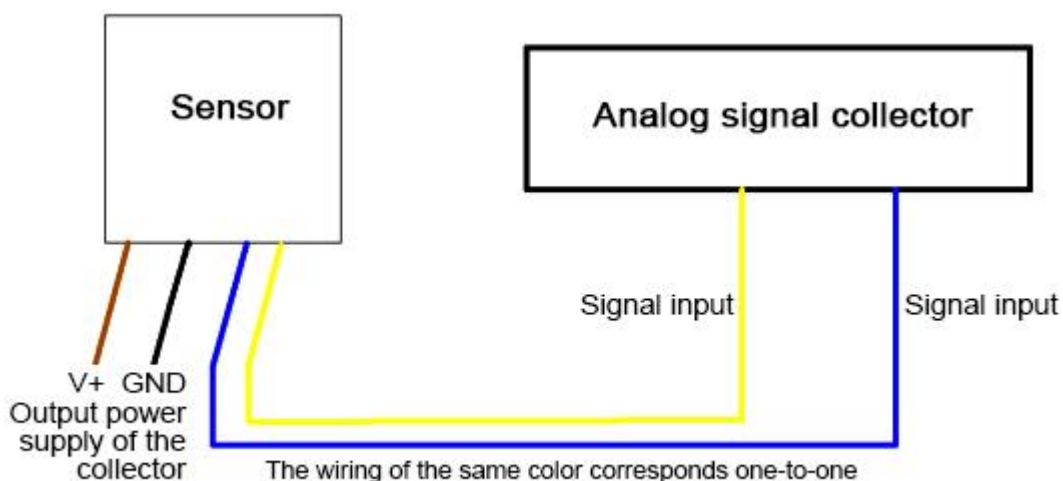 Sensor
Analog signal collector
Signal input
Signal input
V+ GND
Output power
supply of the
collector
The wiring of the same color corresponds one-to-one